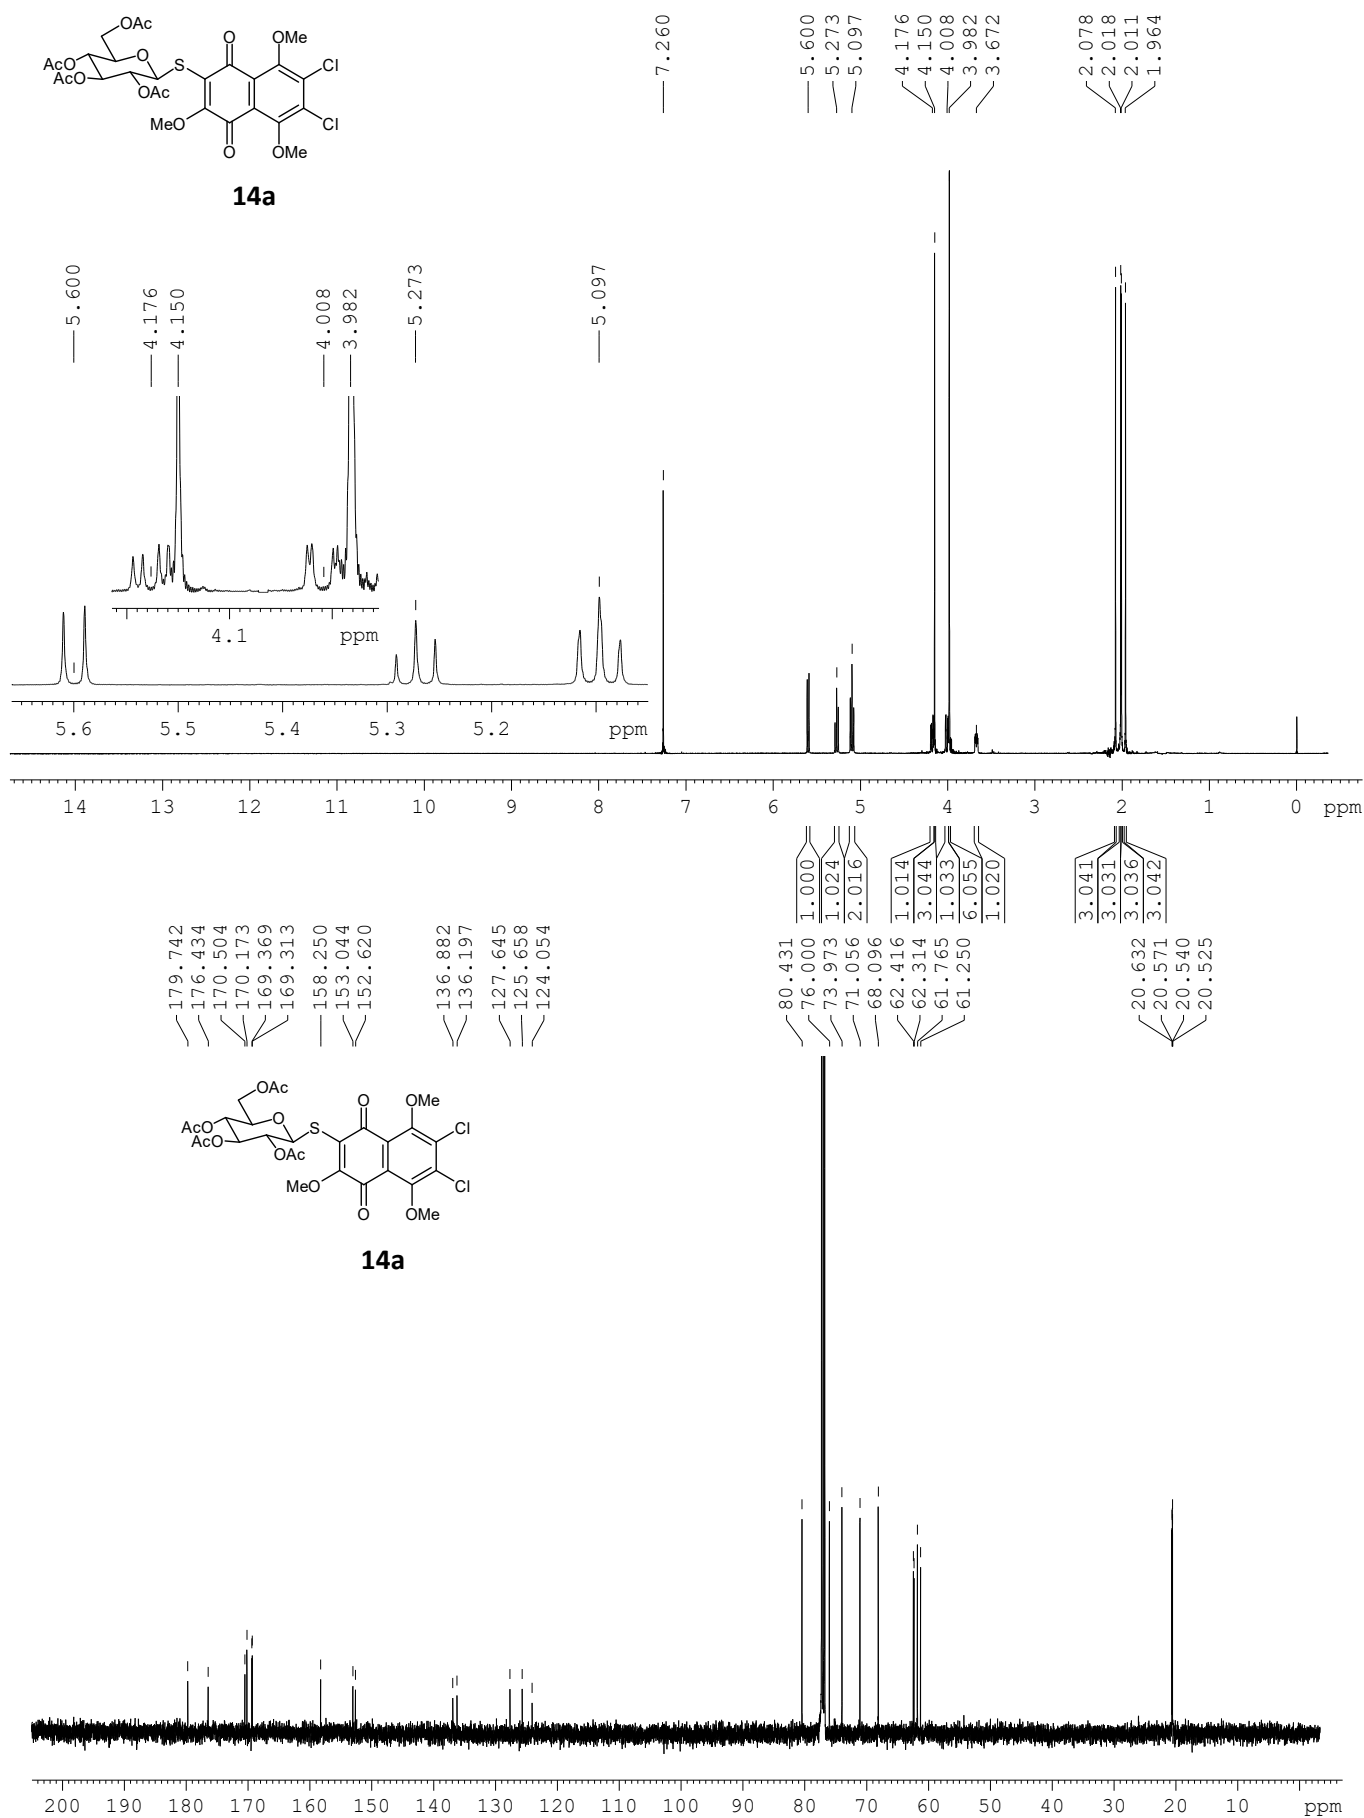 OAc
O
OMe
AcO
AcO
O
S
Cl
OAc
MeO
Cl
O
OMe
14a
7.260
5.600
5.273
5.097
4.176
4.150
4.008
3.982
3.672
2.078
2.018
2.011
1.964
5.600
4.176
4.150
4.008
3.982
5.273
5.097
4.1 ppm
5.6 5.5 5.4 5.3 5.2 ppm
14 13 12 11 10 9 8 7 6 5 4 3 2 1 0 ppm
1.000
1.024
2.016
1.014
3.044
1.033
6.055
1.020
3.041
3.031
3.036
3.042
179.742
176.434
170.504
170.173
169.369
169.313
158.250
153.044
152.620
136.882
136.197
127.645
125.658
124.054
80.431
76.000
73.973
71.056
68.096
62.416
62.314
61.765
61.250
20.632
20.571
20.540
20.525
OAc
O
OMe
AcO
AcO
O
S
Cl
OAc
MeO
Cl
O
OMe
14a
200 190 180 170 160 150 140 130 120 110 100 90 80 70 60 50 40 30 20 10 ppm